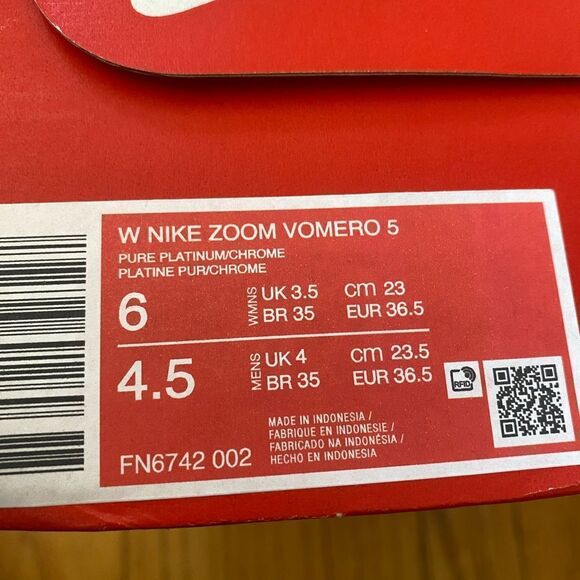 W NIKE ZOOM VOMERO 5
PURE PLATINUM/CHROME
PLATINE PUR/CHROME
6 WMNS UK 3.5 cm 23
BR 35 EUR 36.5
4.5 MENS UK 4 cm 23.5
BR 35 EUR 36.5
RFID
MADE IN INDONESIA /
FABRIQUE EN INDONESIE /
FABRICADO NA INDONÉSIA /
HECHO EN INDONESIA
FN6742 002